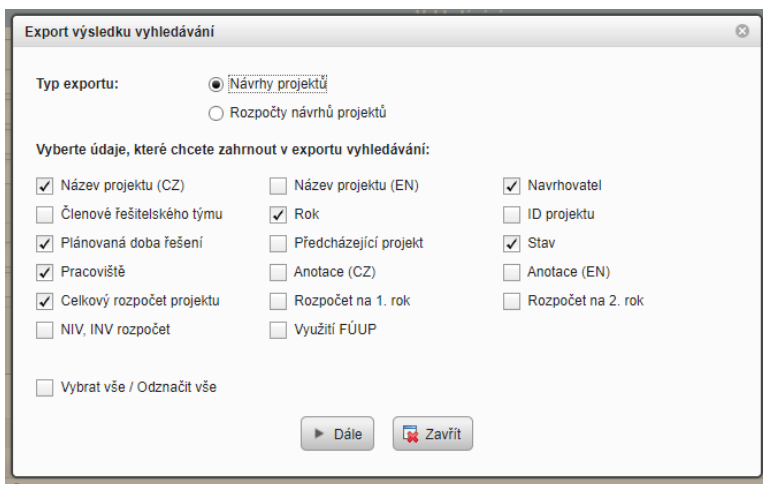 Export výsledku vyhledávání
Typ exportu: Návrhy projektů
Rozpočty návrhů projektů
Vyberte údaje, které chcete zahrnout v exportu vyhledávání:
Název projektu (CZ) Název projektu (EN) Navrhovatel
Členové řešitelského týmu Rok ID projektu
Plánovaná doba řešení Předcházející projekt Stav
Pracoviště Anotace (CZ) Anotace (EN)
Celkový rozpočet projektu Rozpočet na 1. rok Rozpočet na 2. rok
NIV, INV rozpočet Využití FÚUP
Vybrat vše / Odznačit vše
Dále Zavřít